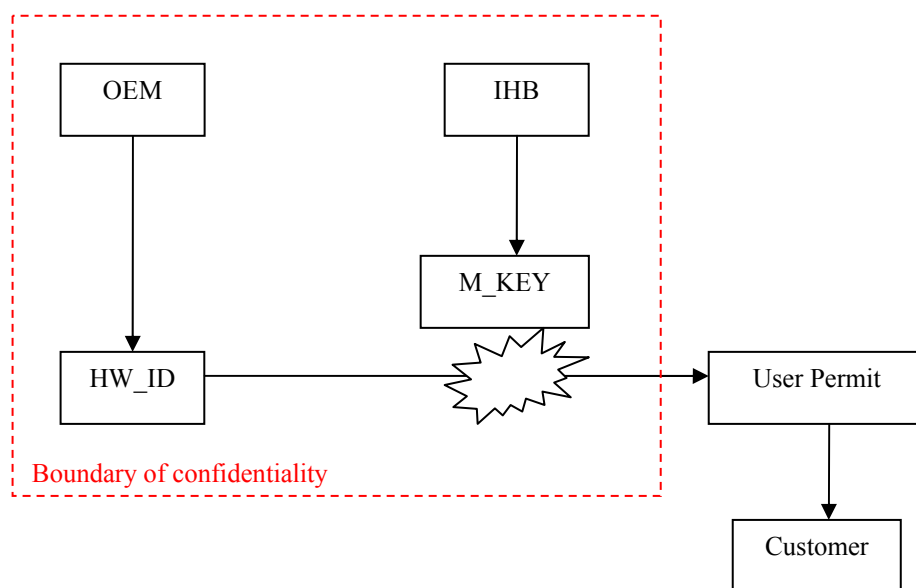 OEM
IHB
M_KEY
HW_ID
User Permit
Boundary of confidentiality
Customer